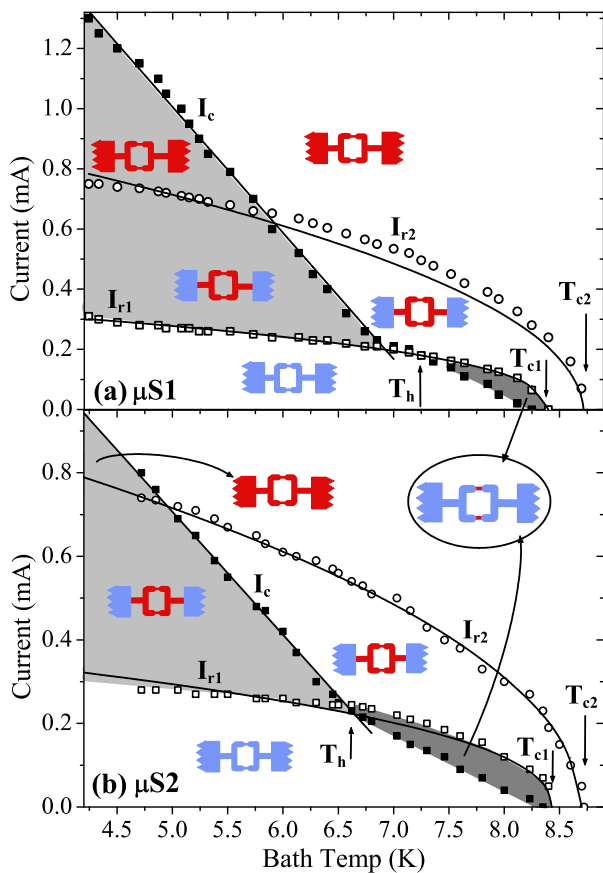 1.2
1.0
0.8
0.6
0.4
0.2
0.0
Current (mA)
I_c
I_r2
I_r1
T_c2
T_c1
T_h
(a) μS1
0.8
0.6
0.4
0.2
0.0
Current (mA)
I_c
I_r2
I_r1
T_c2
T_c1
T_h
(b) μS2
4.5 5.0 5.5 6.0 6.5 7.0 7.5 8.0 8.5
Bath Temp (K)